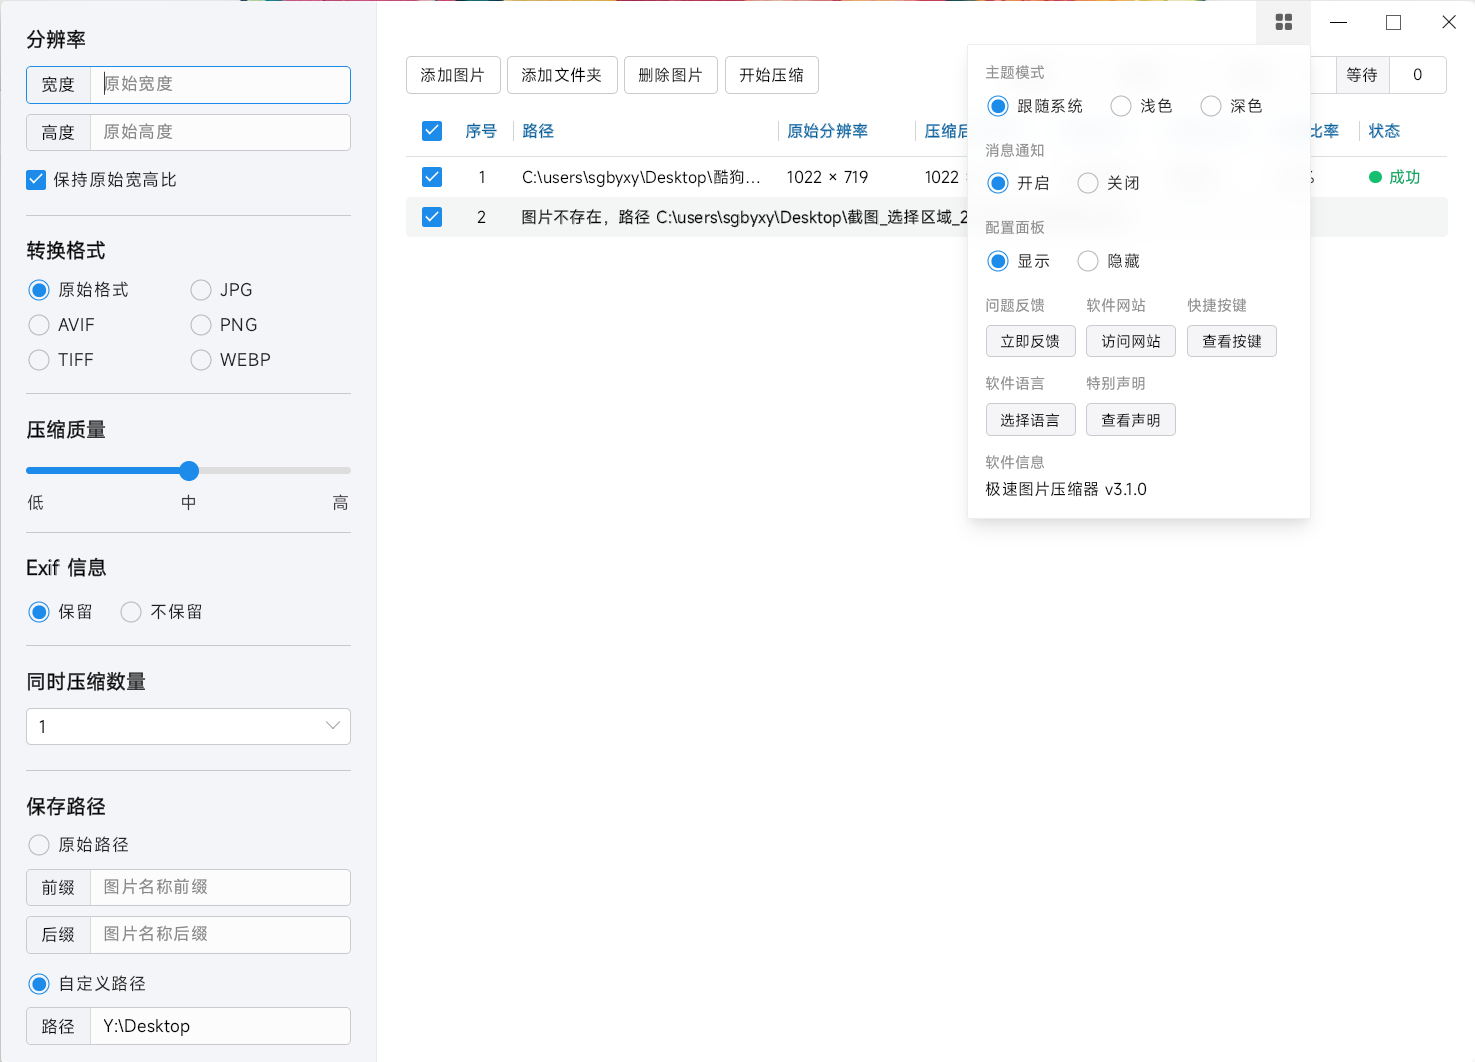 分辨率
宽度 原始宽度
高度 原始高度
保持原始宽高比
转换格式
原始格式 JPG
AVIF PNG
TIFF WEBP
压缩质量
低 中 高
Exif 信息
保留 不保留
同时压缩数量
1
保存路径
原始路径
前缀 图片名称前缀
后缀 图片名称后缀
自定义路径
路径 Y:\Desktop
添加图片 添加文件夹 删除图片 开始压缩 等待 0
序号 路径 原始分辨率 压缩后 比率 状态
1 C:\users\sgbyxy\Desktop\酷狗... 1022 × 719 1022 % 成功
2 图片不存在，路径 C:\users\sgbyxy\Desktop\截图_选择区域_2
主题模式
跟随系统 浅色 深色
消息通知
开启 关闭
配置面板
显示 隐藏
问题反馈 软件网站 快捷按键
立即反馈 访问网站 查看按键
软件语言 特别声明
选择语言 查看声明
软件信息
极速图片压缩器 v3.1.0